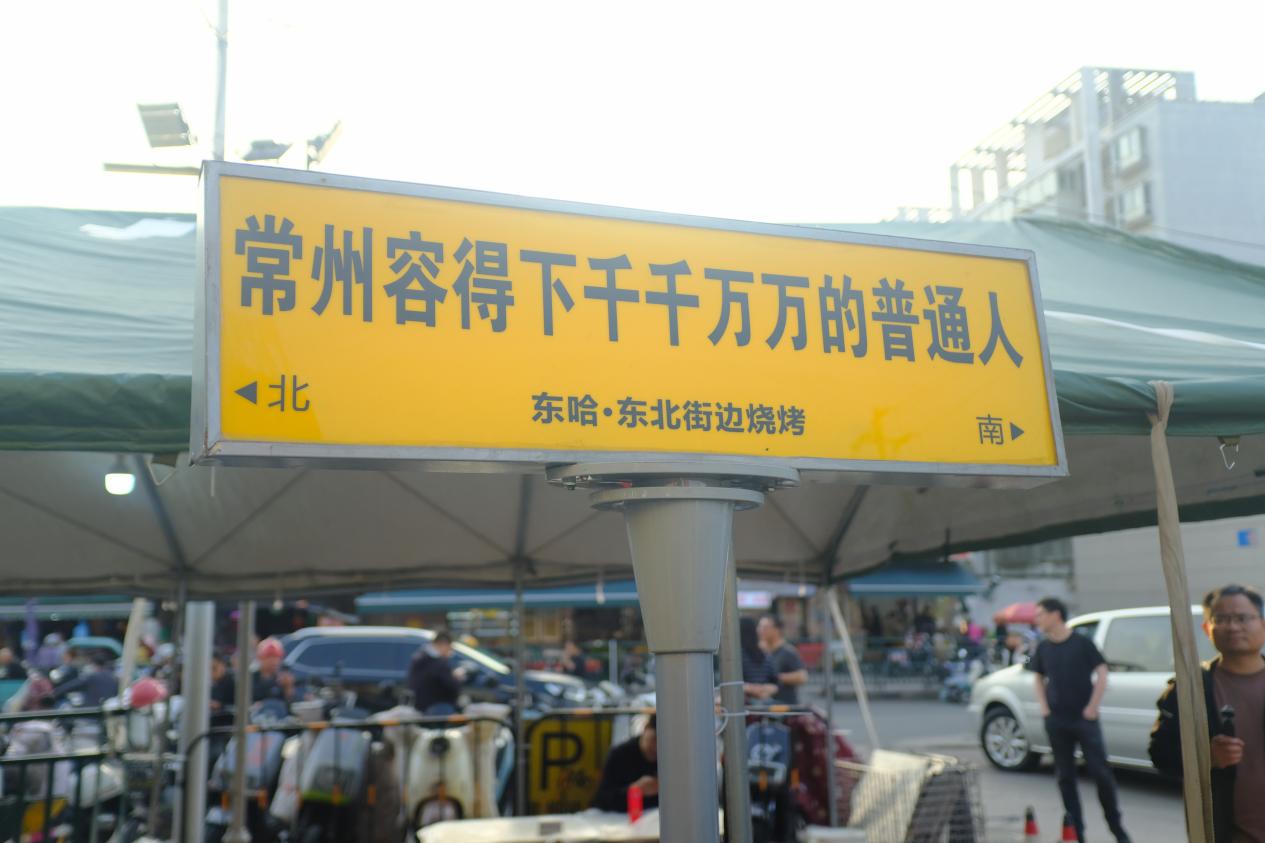 常州容得下千千万万的普通人
◀北
东哈·东北街边烧烤
南▶
P